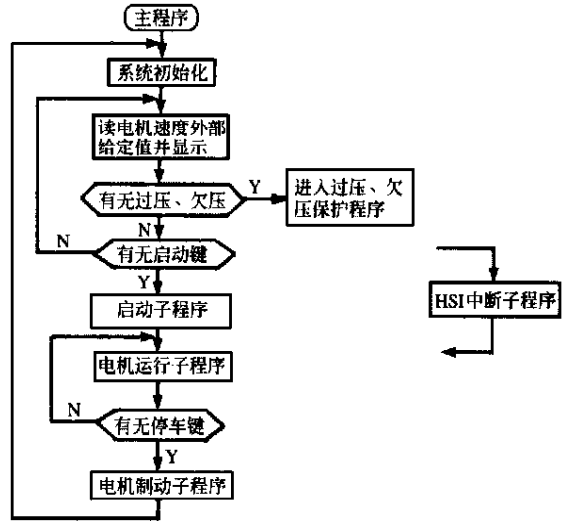 主程序
系统初始化
读电机速度外部
给定值并显示
有无过压、欠压
Y
进入过压、欠
压保护程序
N
N
有无启动键
Y
启动子程序
HSI中断子程序
电机运行子程序
N
有无停车键
Y
电机制动子程序